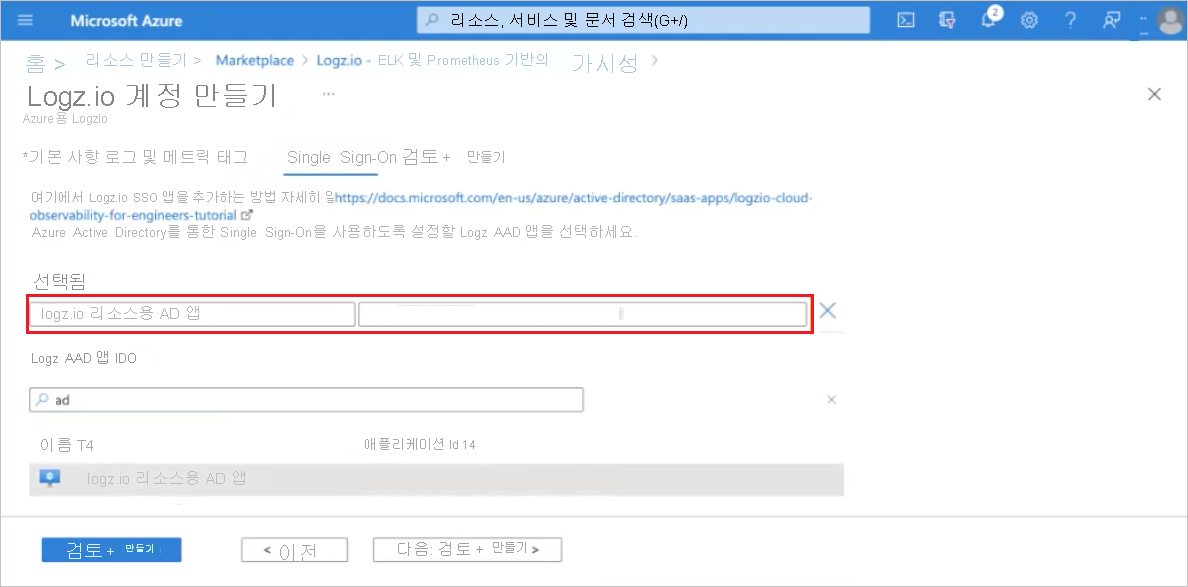 Microsoft Azure
리소스, 서비스 및 문서 검색(G+/)
2
홈 > 리소스 만들기 > Marketplace > Logz.io - ELK 및 Prometheus 기반의 가시성 >
Logz.io 계정 만들기 ...
Azure용 Logzio
*기본 사항 로그 및 메트릭 태그 Single Sign-On 검토 + 만들기
여기에서 Logz.io SSO 앱을 추가하는 방법 자세히 알https://docs.microsoft.com/en-us/azure/active-directory/saas-apps/logzio-cloud-
observability-for-engineers-tutorial
Azure Active Directory를 통한 Single Sign-On을 사용하도록 설정할 Logz AAD 앱을 선택하세요.
선택됨
logz.io 리소스용 AD 앱
Logz AAD 앱 IDO
ad
이름 T4 애플리케이션 Id 14
logz.io 리소스용 AD 앱
검토 + 만들기 < 이전 다음: 검토 + 만들기 >